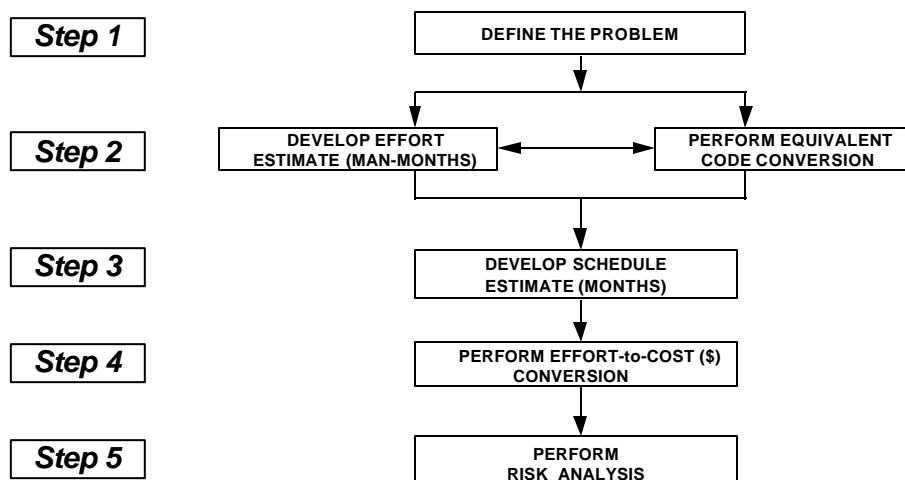 Step 1
DEFINE THE PROBLEM
Step 2
DEVELOP EFFORT
ESTIMATE (MAN-MONTHS)
PERFORM EQUIVALENT
CODE CONVERSION
Step 3
DEVELOP SCHEDULE
ESTIMATE (MONTHS)
Step 4
PERFORM EFFORT-to-COST ($)
CONVERSION
Step 5
PERFORM
RISK ANALYSIS